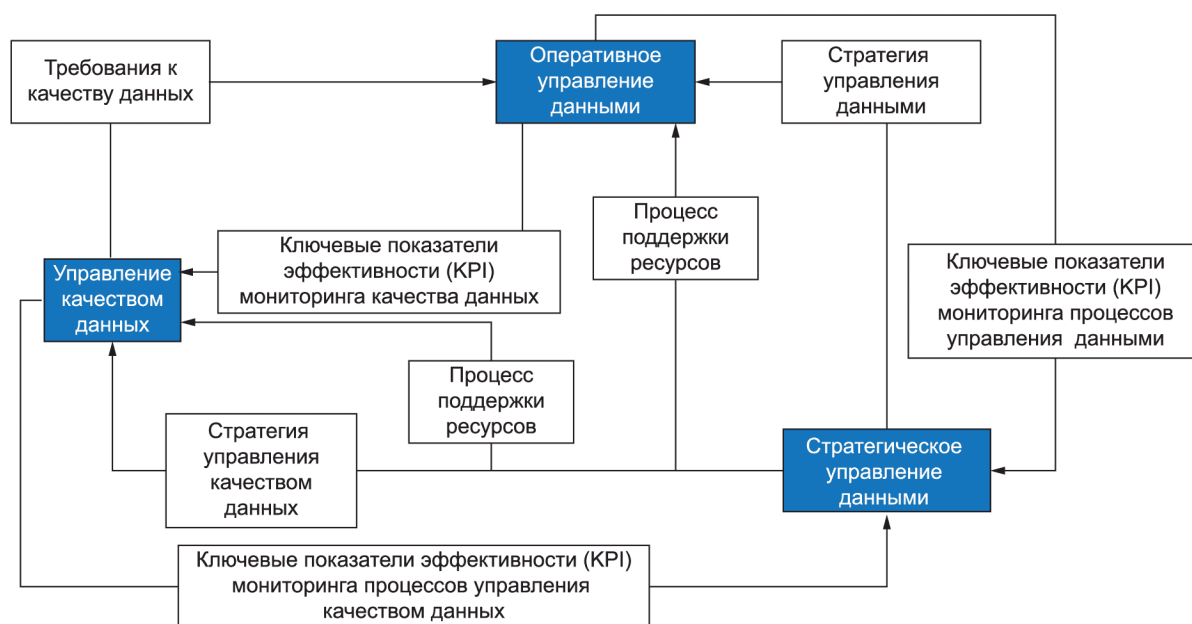 Требования к
качеству данных
Оперативное
управление
данными
Стратегия
управления
данными
Процесс
поддержки
ресурсов
Ключевые показатели
эффективности (KPI)
мониторинга качества данных
Управление
качеством
данных
Ключевые показатели
эффективности (KPI)
мониторинга процессов
управления данными
Процесс
поддержки
ресурсов
Стратегия
управления
качеством
данных
Стратегическое
управление
данными
Ключевые показатели эффективности (KPI)
мониторинга процессов управления
качеством данных